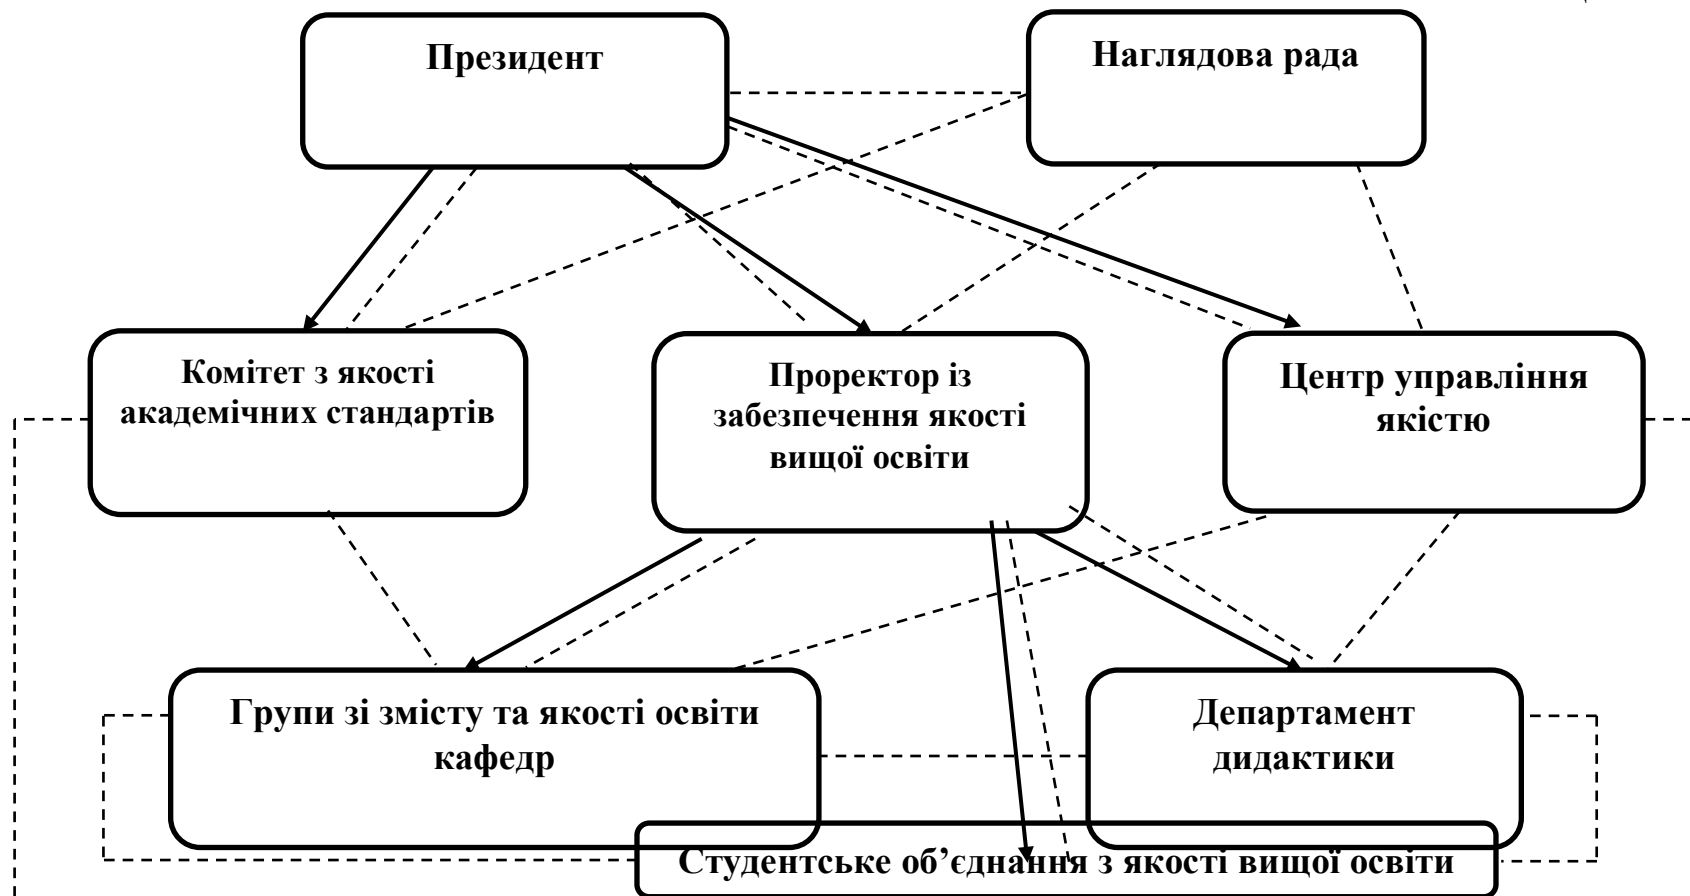 Президент
Наглядова рада
Комітет з якості
академічних стандартів
Проректор із
забезпечення якості
вищої освіти
Центр управління
якістю
Групи зі змісту та якості освіти
кафедр
Департамент
дидактики
Студентське об’єднання з якості вищої освіти